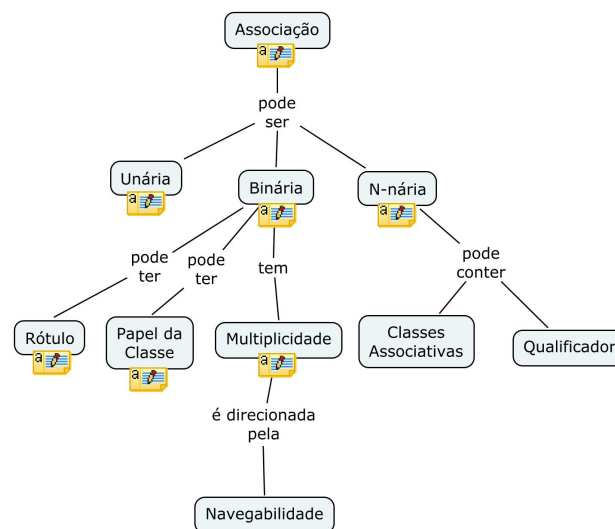 Associação
a
pode
ser
Unária
a
Binária
a
N-nária
a
pode
ter
pode
ter
tem
pode
conter
Rótulo
a
Papel da
Classe
a
Multiplicidade
a
Classes
Associativas
Qualificador
é direcionada
pela
Navegabilidade